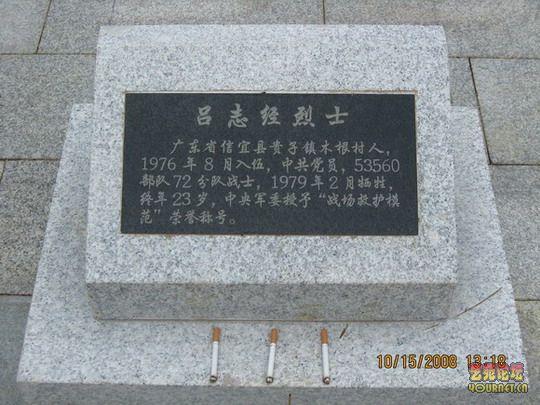 吕志经烈士
广东省信宜县贵子镇木根村人，
1976年8月入伍，中共党员，53560
部队72分队战士，1979年2月牺牲，
终年23岁，中央军委授予“战场救护模
范”荣誉称号。
10/15/2008 13:18
艺苑论坛
YOURNET.CN